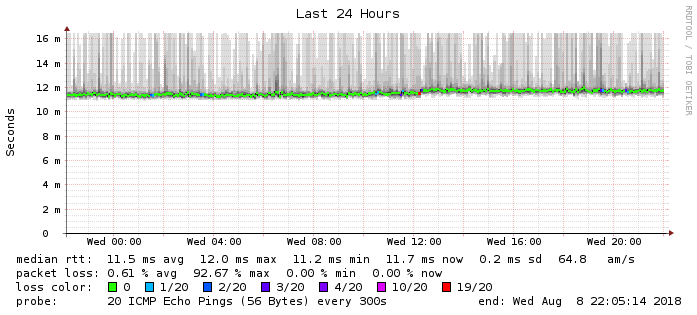 Last 24 Hours
RRDTOOL / TOBI OETIKER
Seconds
16 m
14 m
12 m
10 m
8 m
6 m
4 m
2 m
0
Wed 00:00 Wed 04:00 Wed 08:00 Wed 12:00 Wed 16:00 Wed 20:00
median rtt: 11.5 ms avg 12.0 ms max 11.2 ms min 11.7 ms now 0.2 ms sd 64.8 am/s
packet loss: 0.61 % avg 92.67 % max 0.00 % min 0.00 % now
loss color: 0 1/20 2/20 3/20 4/20 10/20 19/20
probe: 20 ICMP Echo Pings (56 Bytes) every 300s end: Wed Aug 8 22:05:14 2018